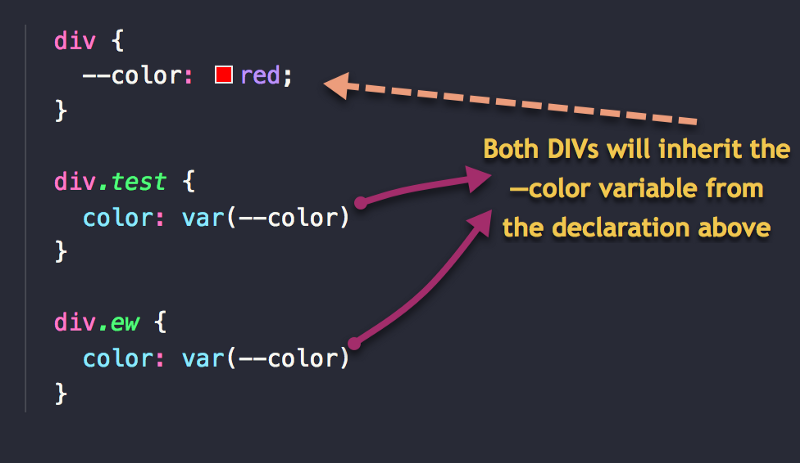 div {
  --color: red;
}
Both DIVs will inherit the
—color variable from
the declaration above
div.test {
  color: var(--color)
}
div.ew {
  color: var(--color)
}